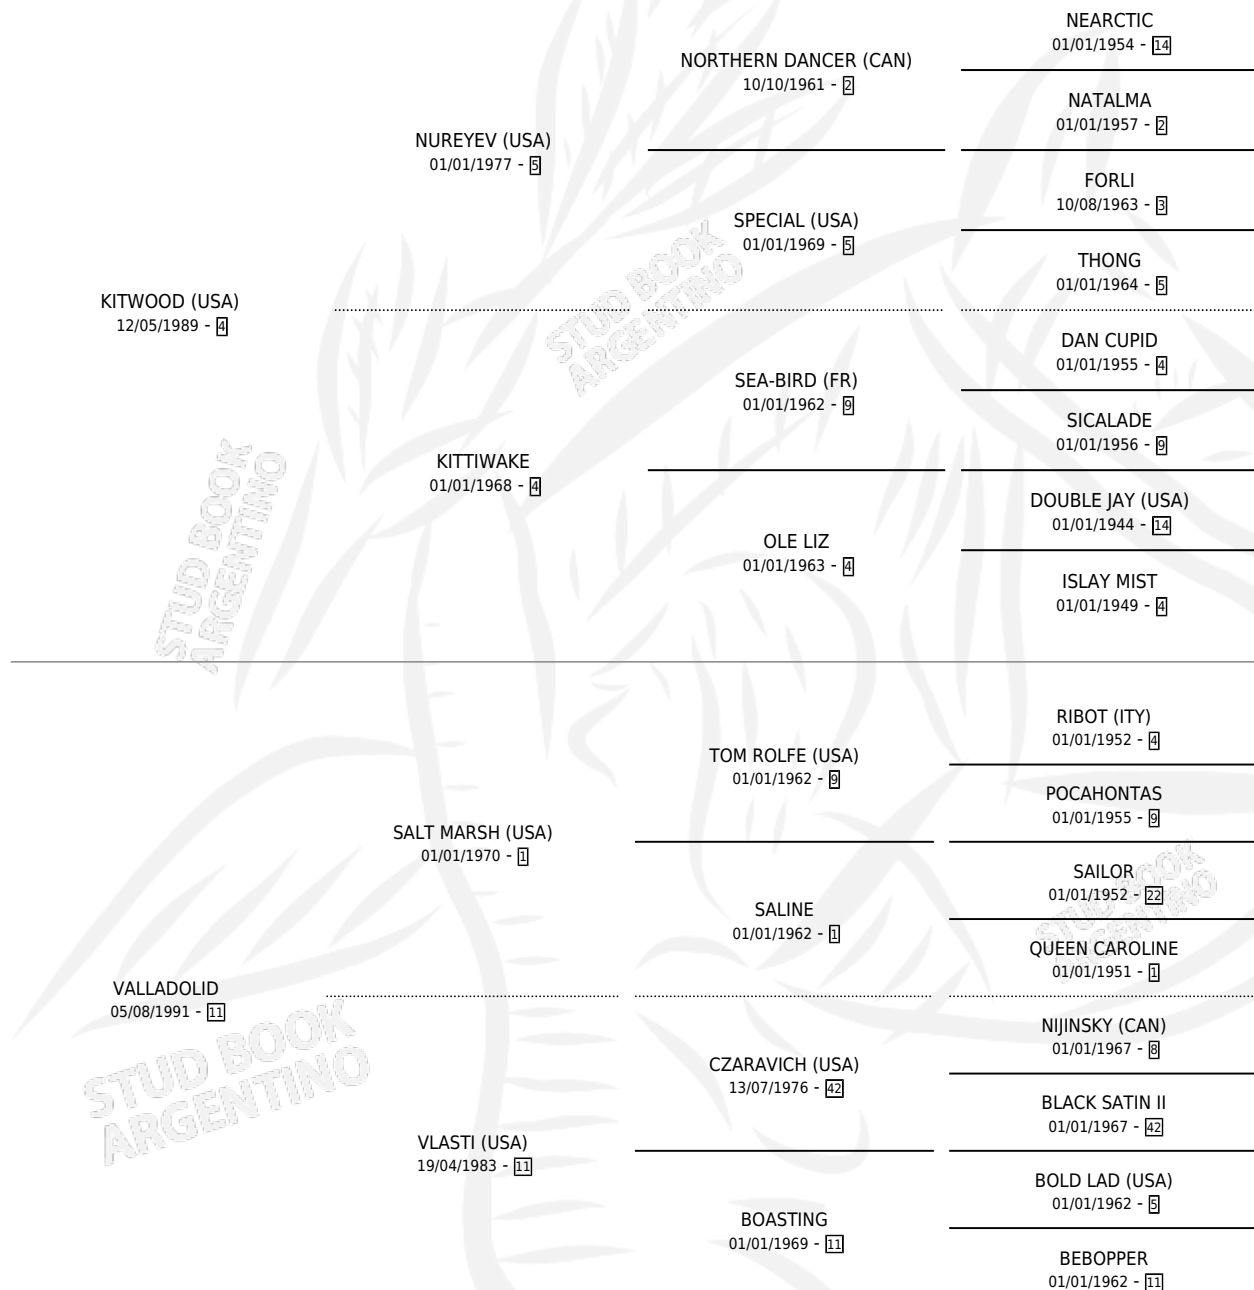 NEARCTIC
01/01/1954 - 14
NORTHERN DANCER (CAN)
10/10/1961 - 2
NATALMA
01/01/1957 - 2
NUREYEV (USA)
01/01/1977 - 5
FORLI
10/08/1963 - 3
SPECIAL (USA)
01/01/1969 - 5
THONG
01/01/1964 - 5
KITWOOD (USA)
12/05/1989 - 4
DAN CUPID
01/01/1955 - 4
SEA-BIRD (FR)
01/01/1962 - 9
SICALADE
01/01/1956 - 9
KITTIWAKE
01/01/1968 - 4
DOUBLE JAY (USA)
01/01/1944 - 14
OLE LIZ
01/01/1963 - 4
ISLAY MIST
01/01/1949 - 4
STUD BOOK
ARGENTINO
STUD BOOK
ARGENTINO
RIBOT (ITY)
01/01/1952 - 4
TOM ROLFE (USA)
01/01/1962 - 9
POCAHONTAS
01/01/1955 - 9
SALT MARSH (USA)
01/01/1970 - 1
SAILOR
01/01/1952 - 22
SALINE
01/01/1962 - 1
QUEEN CAROLINE
01/01/1951 - 1
VALLADOLID
05/08/1991 - 11
NIJINSKY (CAN)
01/01/1967 - 8
CZARAVICH (USA)
13/07/1976 - 42
BLACK SATIN II
01/01/1967 - 42
VLASTI (USA)
19/04/1983 - 11
BOLD LAD (USA)
01/01/1962 - 5
BOASTING
01/01/1969 - 11
BEBOPPER
01/01/1962 - 11
STUD BOOK
ARGENTINO
STUD BOOK
ARGENTINO